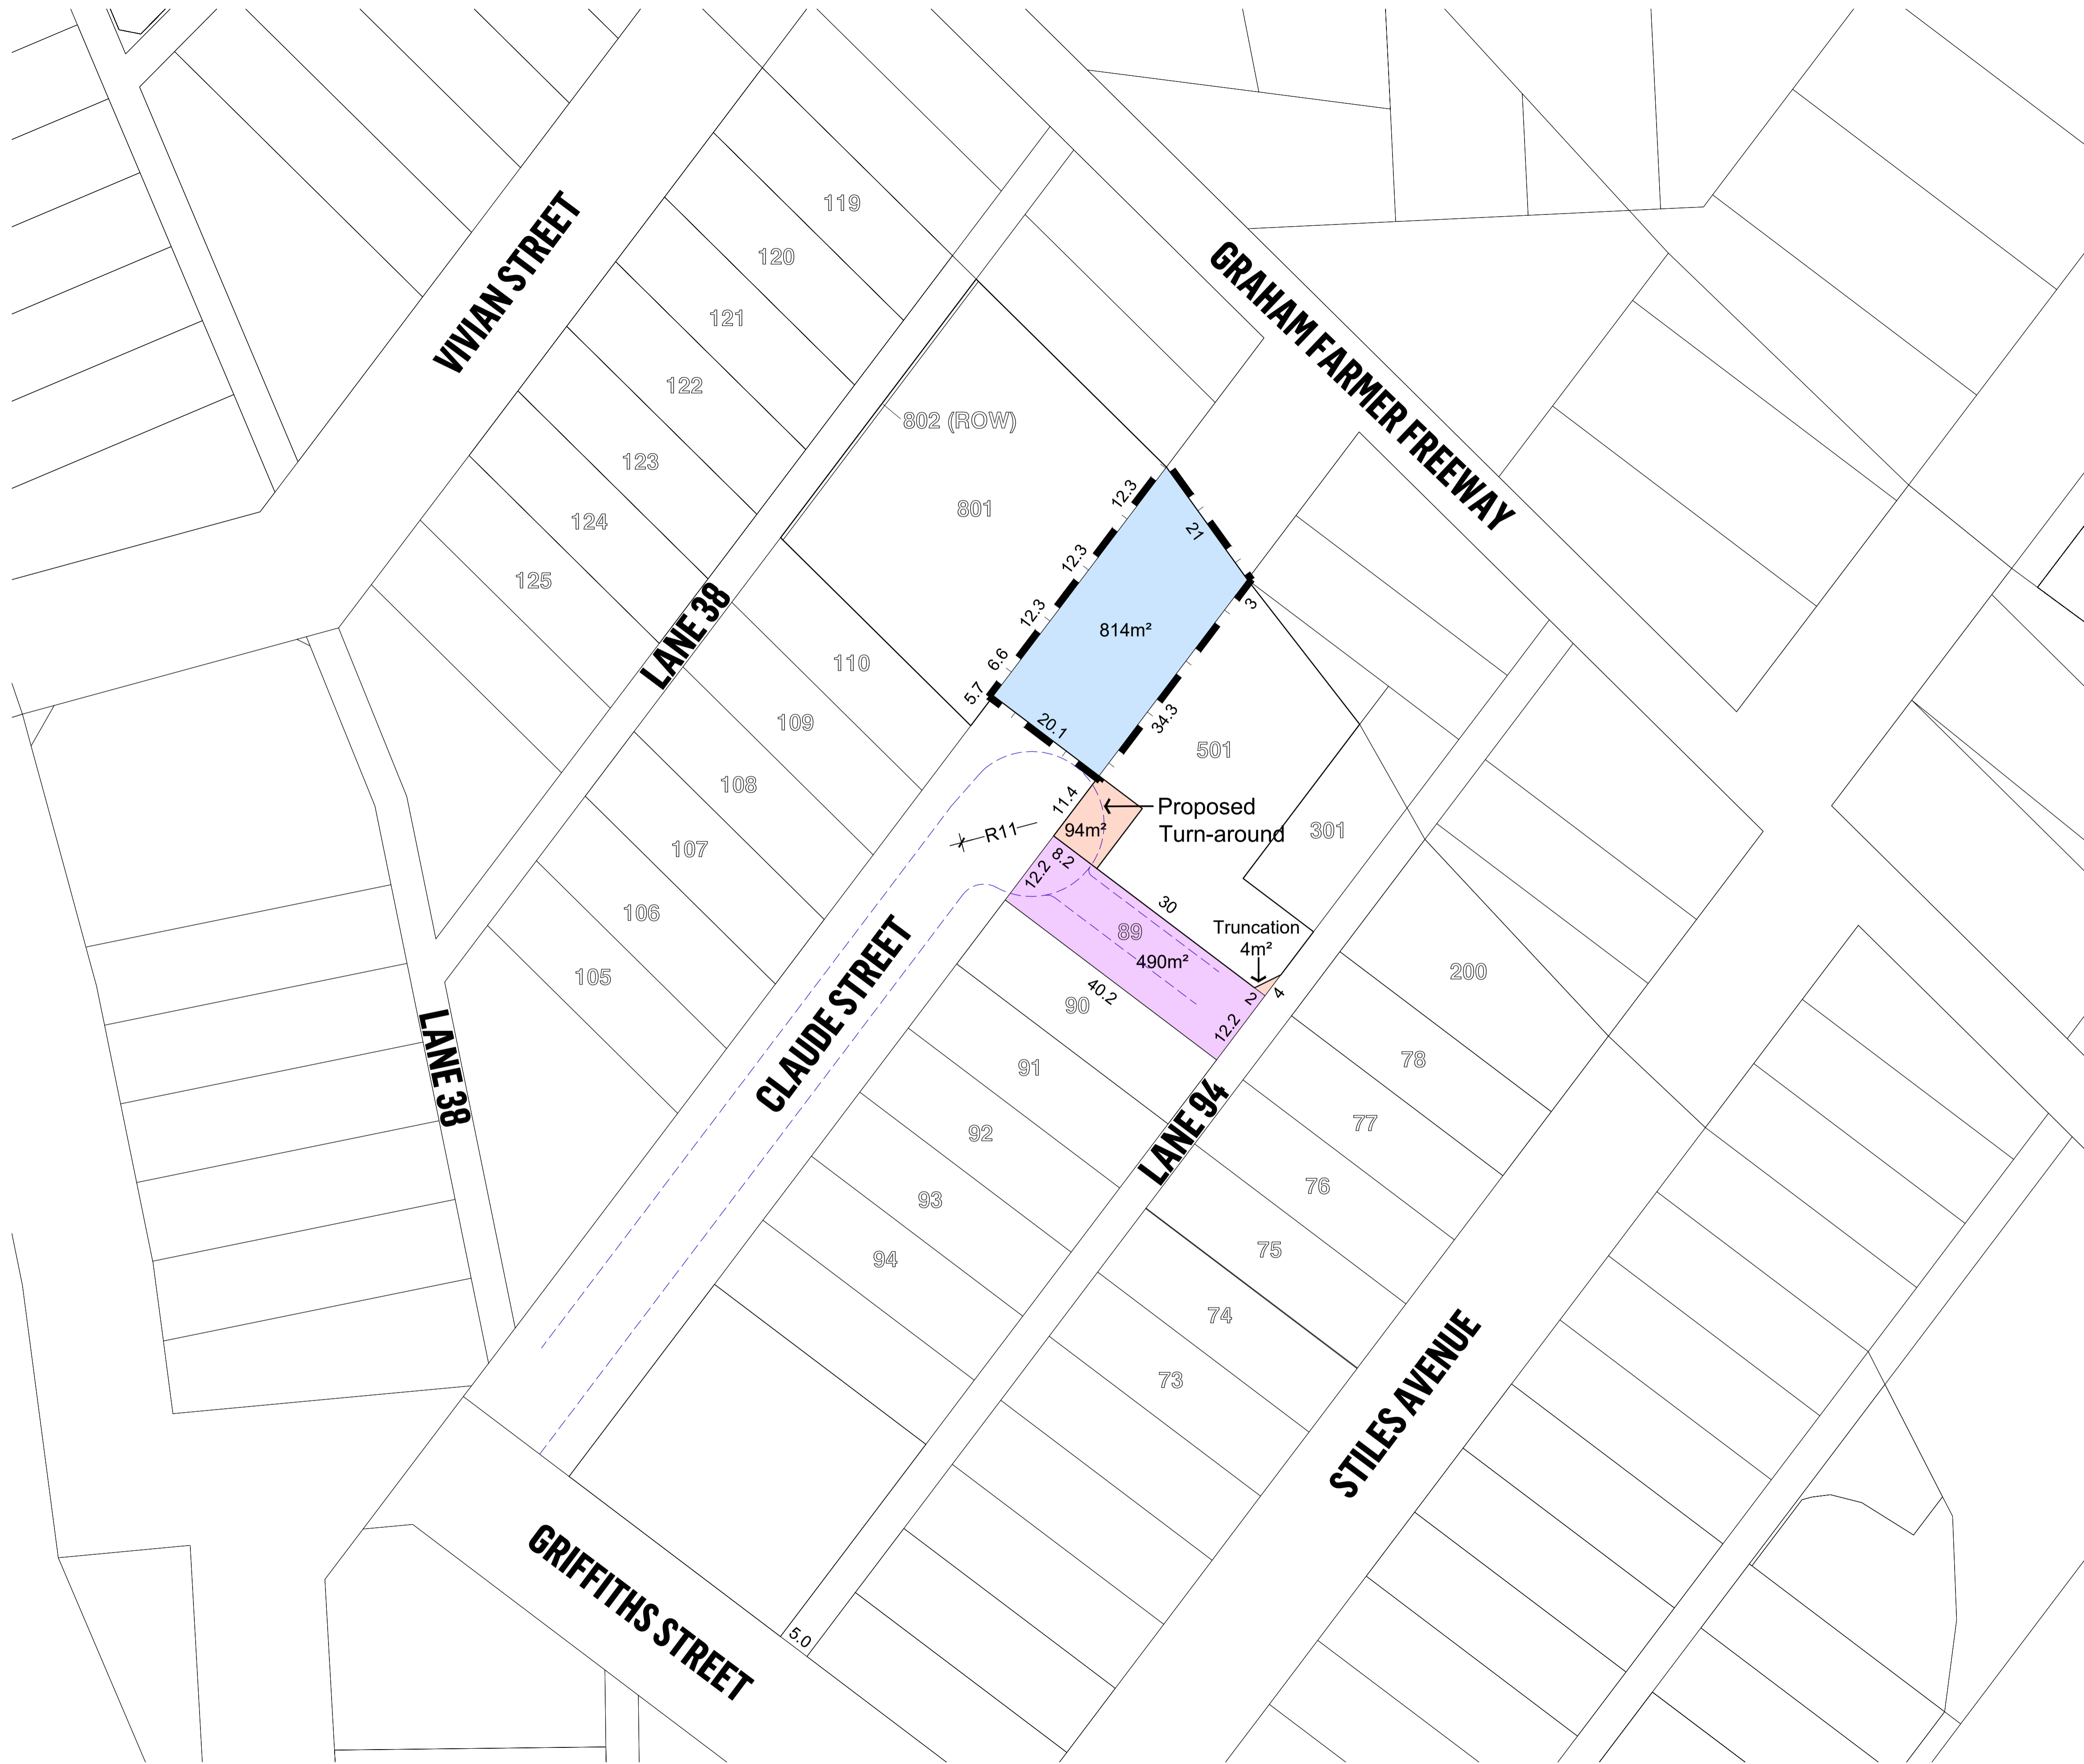 119
120
VIVIAN STREET
GRAHAM FARMER FREEWAY
121
122
802 (ROW)
123
801
12.3
124
21
12.3
125
3
12.3
814m²
LANE 38
110
6.6
5.7
109
20.1
34.3
501
108
11.4
Proposed
Turn-around
94m²
R11
301
107
8.2
12.2
106
30
89
Truncation
4m²
490m²
105
200
40.2
2
4
90
12.2
CLAUDE STREET
LANE 38
91
78
92
LANE 94
77
93
76
94
75
74
73
STILES AVENUE
GRIFFITHS STREET
5.0